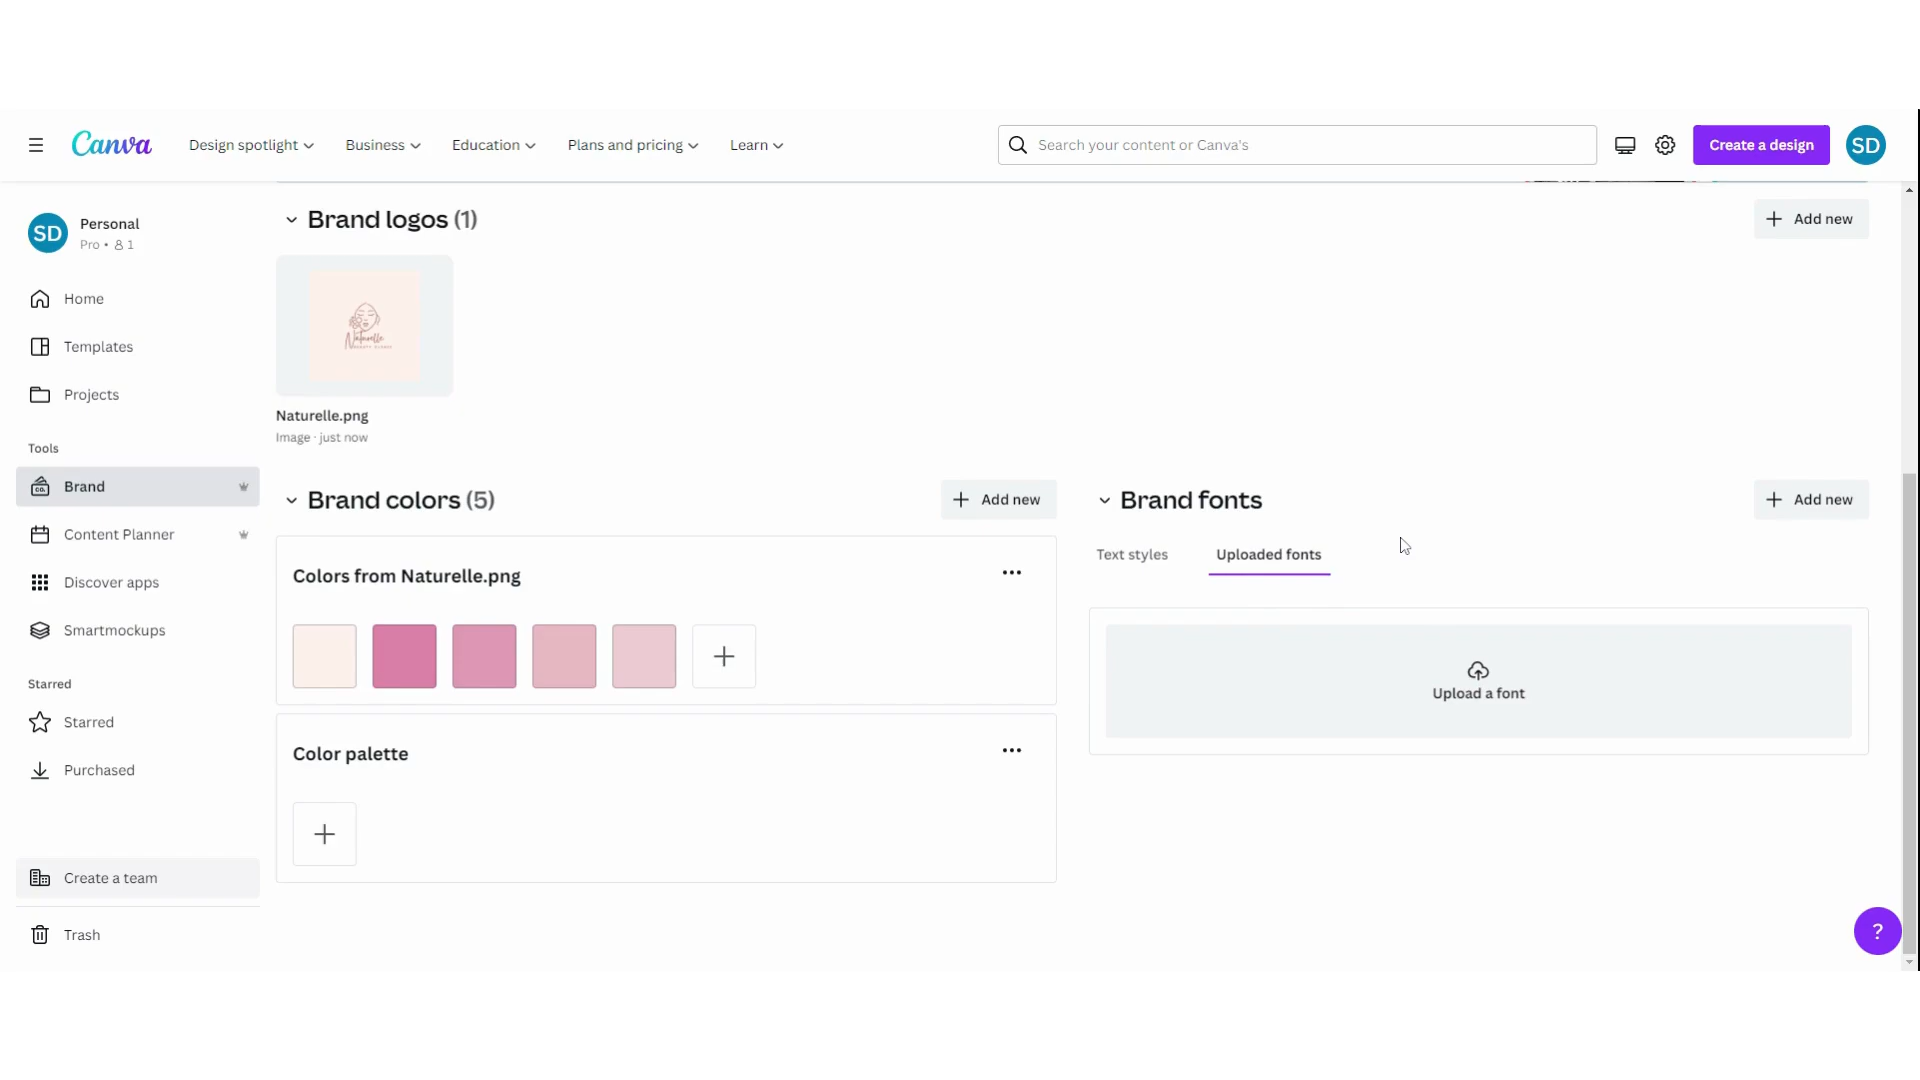 Canva
Design spotlight
Business
Education
Plans and pricing
Learn
Search your content or Canva's
Create a design
SD
SD
Personal
Pro • 1
Home
Templates
Projects
Tools
CO.
Brand
Content Planner
Discover apps
Smartmockups
Starred
Starred
Purchased
Create a team
Trash
Brand logos (1)
Add new
Naturelle
Naturelle.png
Image · just now
Brand colors (5)
Add new
Colors from Naturelle.png
Color palette
Brand fonts
Add new
Text styles
Uploaded fonts
Upload a font
?